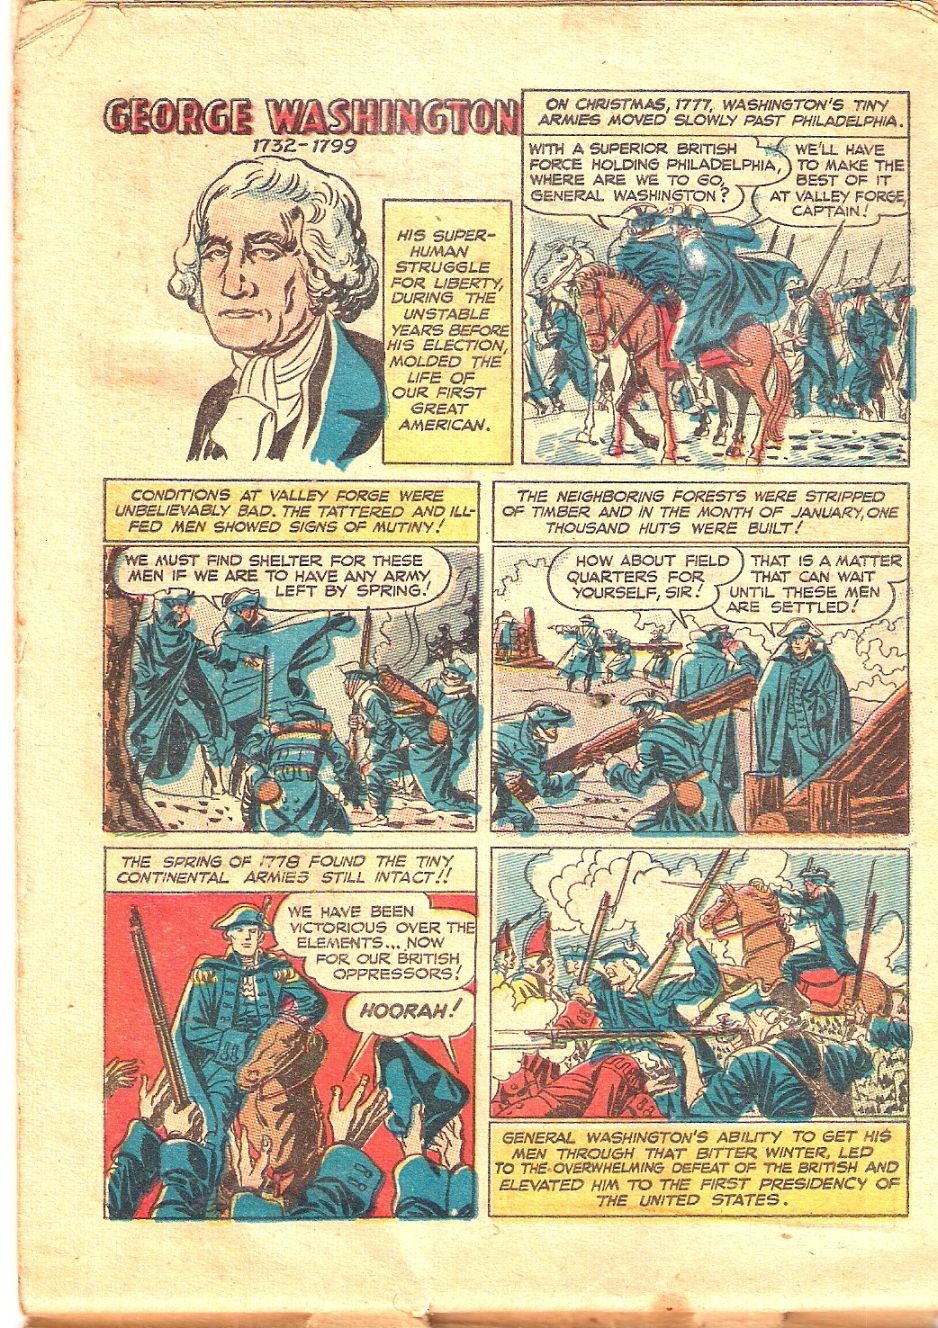 GEORGE WASHINGTON
1732-1799
HIS SUPER-
HUMAN
STRUGGLE
FOR LIBERTY,
DURING THE
UNSTABLE
YEARS BEFORE
HIS ELECTION,
MOLDED THE
LIFE OF
OUR FIRST
GREAT
AMERICAN.
ON CHRISTMAS, 1777, WASHINGTON'S TINY
ARMIES MOVED SLOWLY PAST PHILADELPHIA.
WITH A SUPERIOR BRITISH
FORCE HOLDING PHILADELPHIA,
WHERE ARE WE TO GO,
GENERAL WASHINGTON?
WE'LL HAVE
TO MAKE THE
BEST OF IT
AT VALLEY FORGE,
CAPTAIN!
CONDITIONS AT VALLEY FORGE WERE
UNBELIEVABLY BAD. THE TATTERED AND ILL-
FED MEN SHOWED SIGNS OF MUTINY!
WE MUST FIND SHELTER FOR THESE
MEN IF WE ARE TO HAVE ANY ARMY
LEFT BY SPRING!
THE NEIGHBORING FORESTS WERE STRIPPED
OF TIMBER AND IN THE MONTH OF JANUARY, ONE
THOUSAND HUTS WERE BUILT!
HOW ABOUT FIELD
QUARTERS FOR
YOURSELF, SIR!
THAT IS A MATTER
THAT CAN WAIT
UNTIL THESE MEN
ARE SETTLED!
THE SPRING OF 1778 FOUND THE TINY
CONTINENTAL ARMIES STILL INTACT!!
WE HAVE BEEN
VICTORIOUS OVER THE
ELEMENTS... NOW
FOR OUR BRITISH
OPPRESSORS!
HOORAH!
GENERAL WASHINGTON'S ABILITY TO GET HIS
MEN THROUGH THAT BITTER WINTER, LED
TO THE OVERWHELMING DEFEAT OF THE BRITISH AND
ELEVATED HIM TO THE FIRST PRESIDENCY OF
THE UNITED STATES.